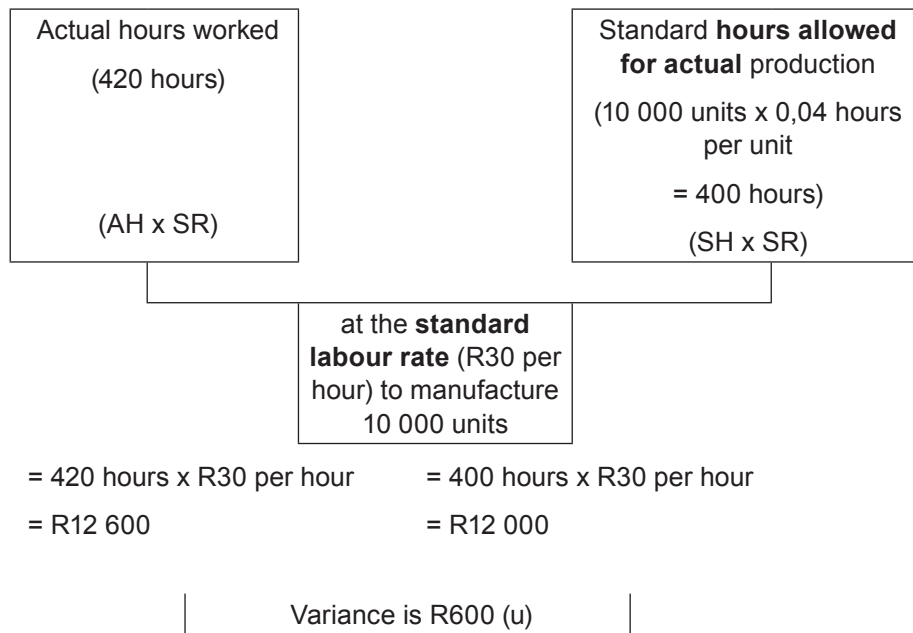 Actual hours worked
(420 hours)
(AH x SR)
Standard hours allowed
for actual production
(10 000 units x 0,04 hours
per unit
= 400 hours)
(SH x SR)
at the standard
labour rate (R30 per
hour) to manufacture
10 000 units
= 420 hours x R30 per hour
= R12 600
= 400 hours x R30 per hour
= R12 000
Variance is R600 (u)